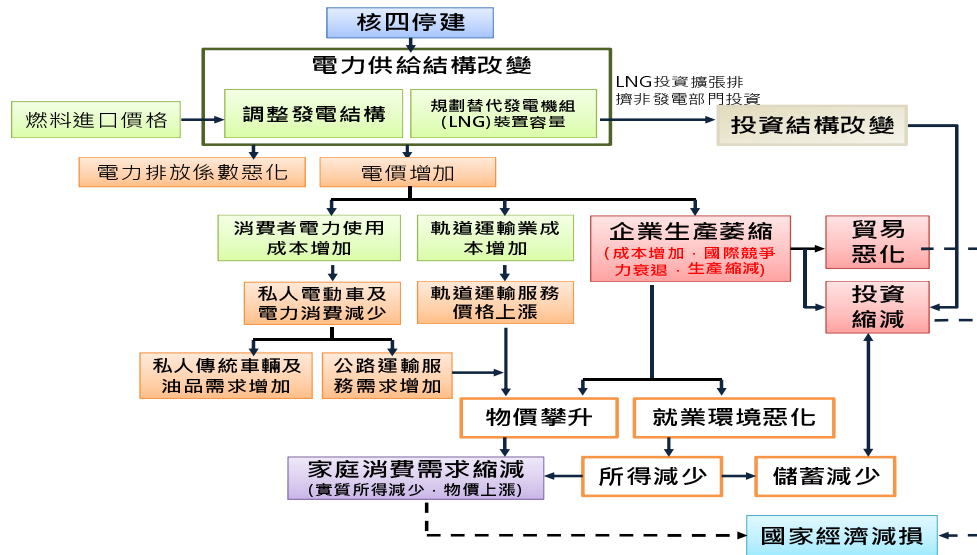 核四停建
電力供給結構改變
LNG投資擴張排
擠非發電部門投資
燃料進口價格
調整發電結構
規劃替代發電機組
(LNG)裝置容量
投資結構改變
電力排放係數惡化
電價增加
消費者電力使用
成本增加
軌道運輸業成
本增加
企業生產萎縮
(成本增加．國際競爭
力衰退．生產縮減)
貿易
惡化
私人電動車及
電力消費減少
軌道運輸服務
價格上漲
投資
縮減
私人傳統車輛及
油品需求增加
公路運輸服
務需求增加
物價攀升
就業環境惡化
家庭消費需求縮減
(實質所得減少．物價上漲)
所得減少
儲蓄減少
國家經濟減損